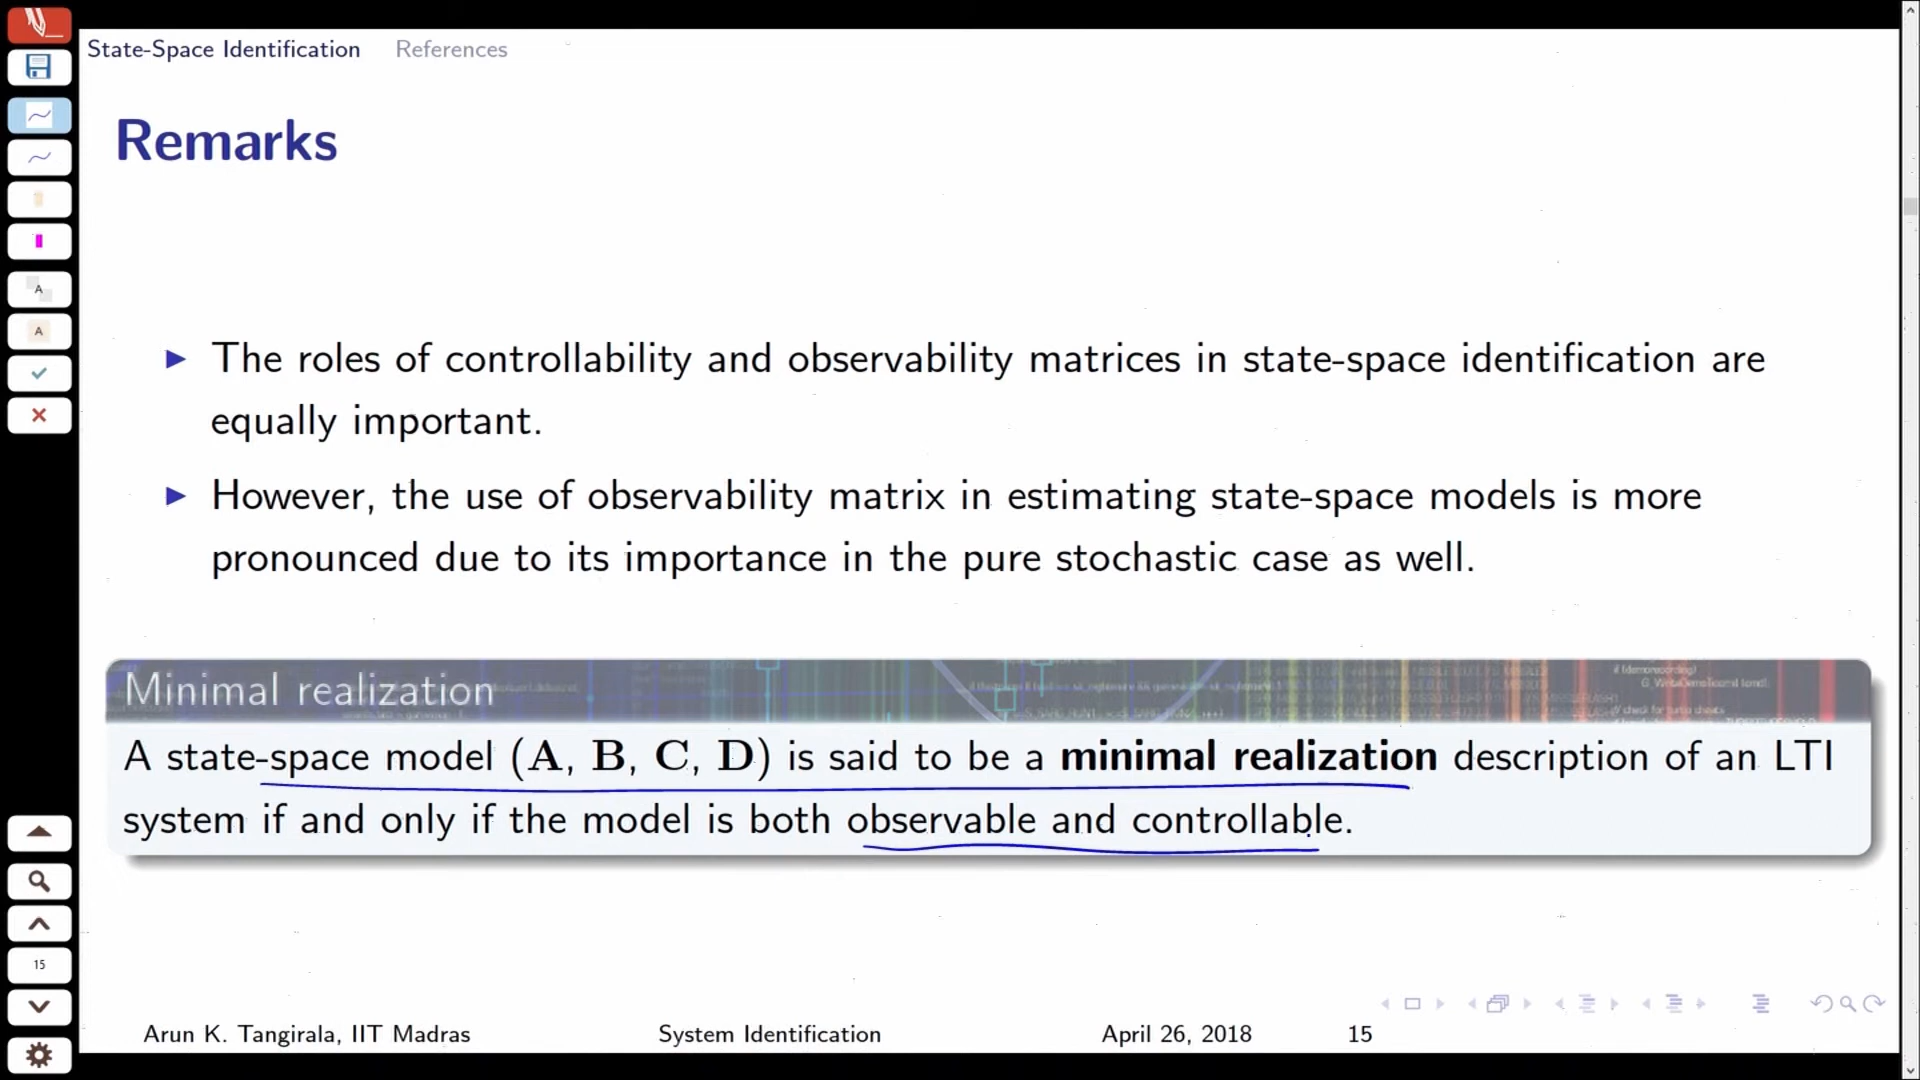 State-Space Identification References
Remarks
The roles of controllability and observability matrices in state-space identification are
equally important.
However, the use of observability matrix in estimating state-space models is more
pronounced due to its importance in the pure stochastic case as well.
Minimal realization
A state-space model (A, B, C, D) is said to be a minimal realization description of an LTI
system if and only if the model is both observable and controllable.
A
A
15
Arun K. Tangirala, IIT Madras System Identification April 26, 2018 15